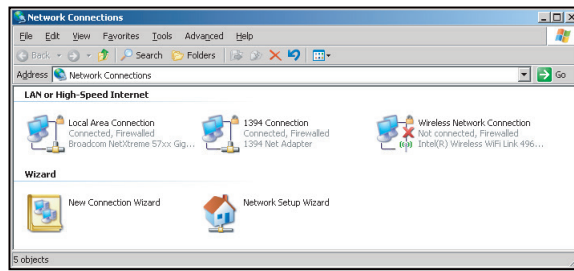 Network Connections
File Edit View Favorites Tools Advanced Help
Back Search Folders
Address Network Connections Go
LAN or High-Speed Internet
Local Area Connection
Connected, Firewalled
Broadcom NetXtreme 57xx Gig...
1394 Connection
Connected, Firewalled
1394 Net Adapter
Wireless Network Connection
Not connected, Firewalled
Intel(R) Wireless WiFi Link 496...
Wizard
New Connection Wizard
Network Setup Wizard
5 objects